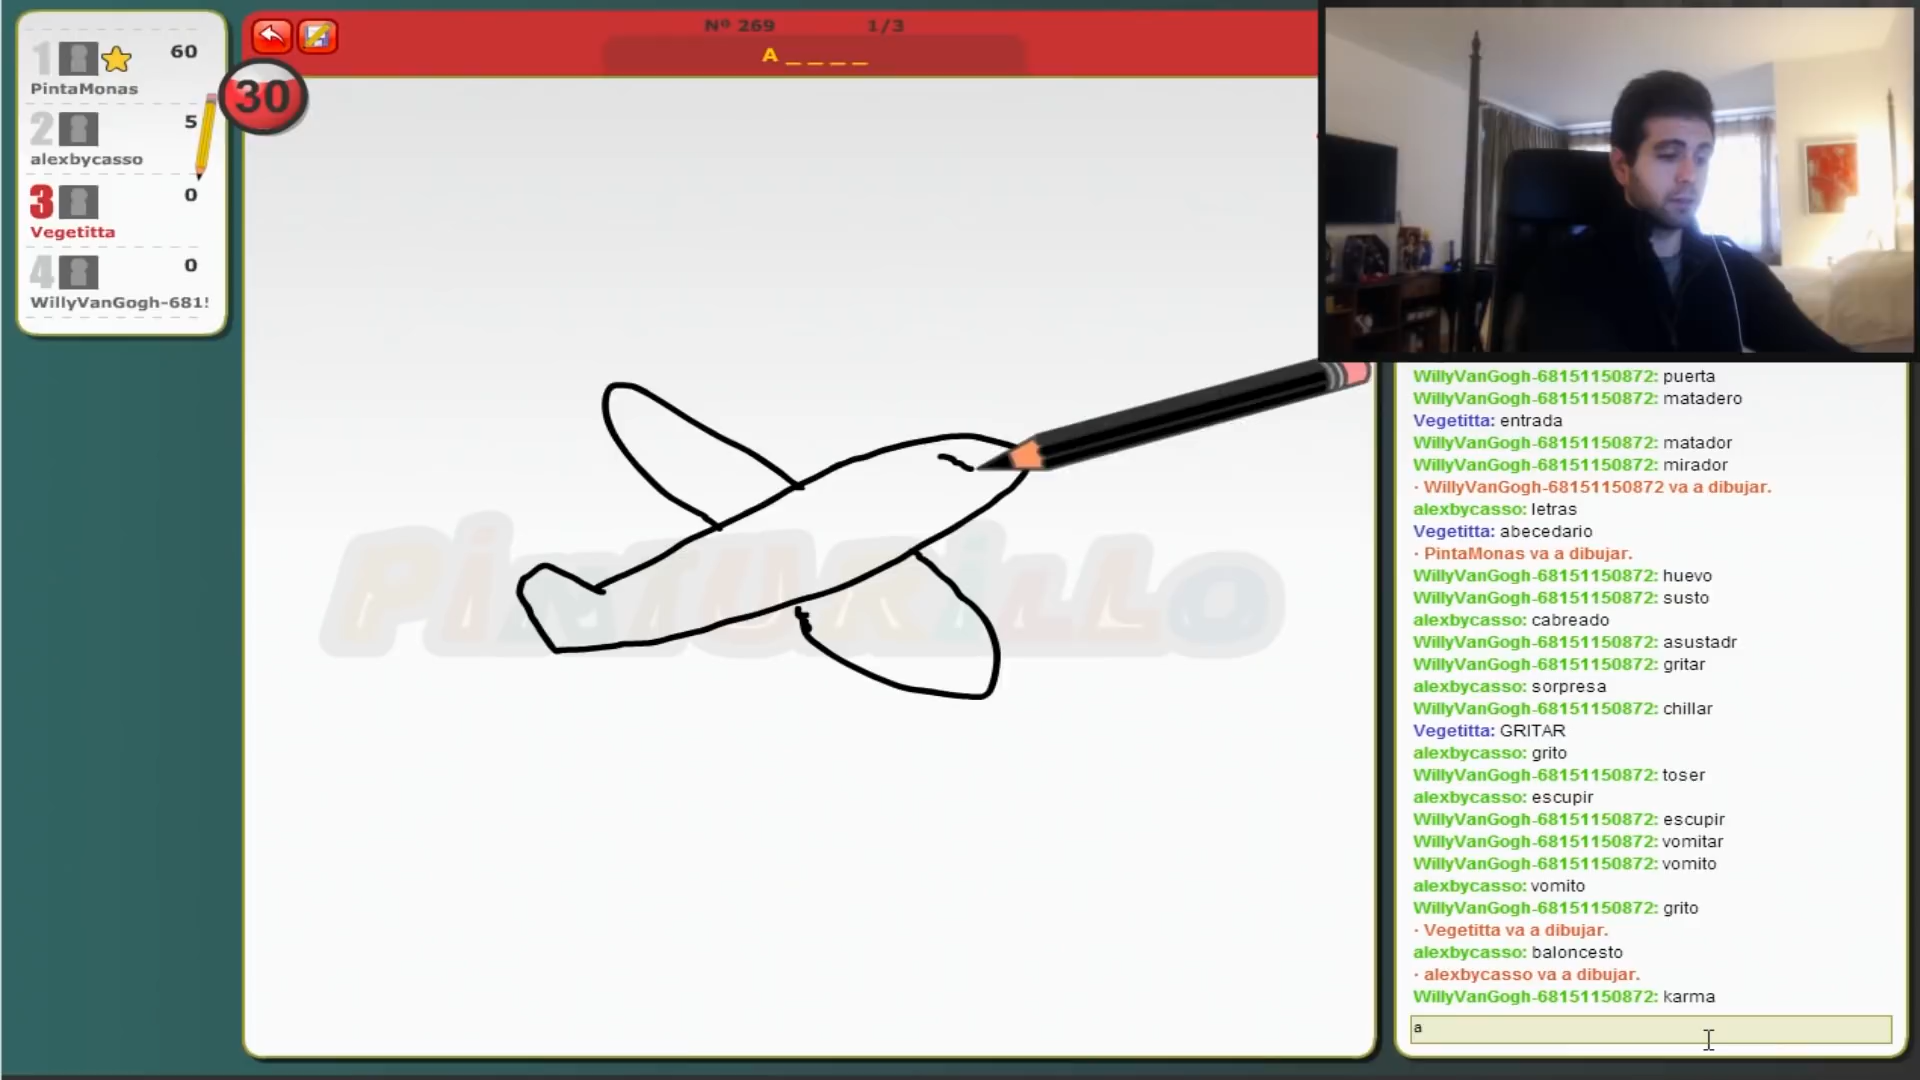 Nº 269 1/3
A _ _ _ _
30
1 60
PintaMonas
2 5
alexbycasso
3 0
Vegetitta
4 0
WillyVanGogh-681!
PiNTURiLLO
WillyVanGogh-68151150872: puerta
WillyVanGogh-68151150872: matadero
Vegetitta: entrada
WillyVanGogh-68151150872: matador
WillyVanGogh-68151150872: mirador
· WillyVanGogh-68151150872 va a dibujar.
alexbycasso: letras
Vegetitta: abecedario
· PintaMonas va a dibujar.
WillyVanGogh-68151150872: huevo
WillyVanGogh-68151150872: susto
alexbycasso: cabreado
WillyVanGogh-68151150872: asustadr
WillyVanGogh-68151150872: gritar
alexbycasso: sorpresa
WillyVanGogh-68151150872: chillar
Vegetitta: GRITAR
alexbycasso: grito
WillyVanGogh-68151150872: toser
alexbycasso: escupir
WillyVanGogh-68151150872: escupir
WillyVanGogh-68151150872: vomitar
WillyVanGogh-68151150872: vomito
alexbycasso: vomito
WillyVanGogh-68151150872: grito
· Vegetitta va a dibujar.
alexbycasso: baloncesto
· alexbycasso va a dibujar.
WillyVanGogh-68151150872: karma
a